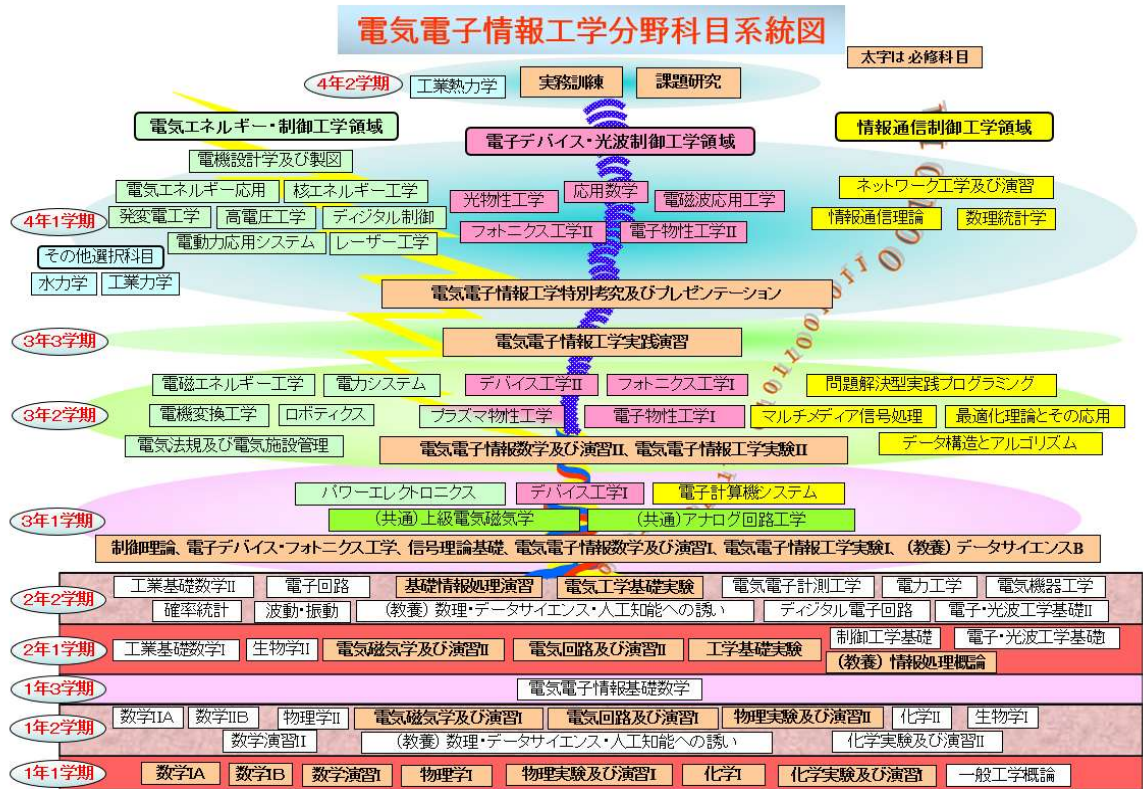 電気電子情報工学分野科目系統図
太字は必修科目
4年2学期 工業熱力学 実務訓練 課題研究
電気エネルギー・制御工学領域 電子デバイス・光波制御工学領域 情報通信制御工学領域
電機設計学及び製図
電気エネルギー応用 核エネルギー工学 光物性工学 応用数学 電磁波応用工学 ネットワーク工学及び演習
4年1学期 発変電工学 高電圧工学 ディジタル制御 フォトニクス工学II 電子物性工学II 情報通信理論 数理統計学
電動力応用システム レーザー工学
その他選択科目
水力学 工業力学
電気電子情報工学特別考究及びプレゼンテーション
3年3学期 電気電子情報工学実践演習
電磁エネルギー工学 電力システム デバイス工学II フォトニクス工学I 問題解決型実践プログラミング
3年2学期 電機変換工学 ロボティクス プラズマ物性工学 電子物性工学I マルチメディア信号処理 最適化理論とその応用
電気法規及び電気施設管理 電気電子情報数学及び演習II、電気電子情報工学実験II データ構造とアルゴリズム
パワーエレクトロニクス デバイス工学I 電子計算機システム
3年1学期 (共通)上級電気磁気学 (共通)アナログ回路工学
制御理論、電子デバイス・フォトニクス工学、信号理論基礎、電気電子情報数学及び演習I、電気電子情報工学実験I、(教養)データサイエンスB
2年2学期 工業基礎数学II 電子回路 基礎情報処理演習 電気工学基礎実験 電気電子計測工学 電力工学 電気機器工学
確率統計 波動・振動 (教養)数理・データサイエンス・人工知能への誘い ディジタル電子回路 電子・光波工学基礎II
2年1学期 工業基礎数学I 生物学II 電気磁気学及び演習II 電気回路及び演習II 工学基礎実験 制御工学基礎 電子・光波工学基礎I
(教養)情報処理概論
1年3学期 電気電子情報基礎数学
1年2学期 数学IIA 数学IIB 物理学II 電気磁気学及び演習I 電気回路及び演習I 物理実験及び演習II 化学II 生物学I
数学演習II (教養)数理・データサイエンス・人工知能への誘い 化学実験及び演習II
1年1学期 数学IA 数学IB 数学演習I 物理学I 物理実験及び演習I 化学I 化学実験及び演習I 一般工学概論